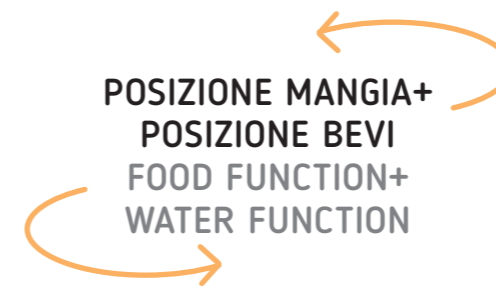 POSIZIONE MANGIA+
POSIZIONE BEVI
FOOD FUNCTION+
WATER FUNCTION